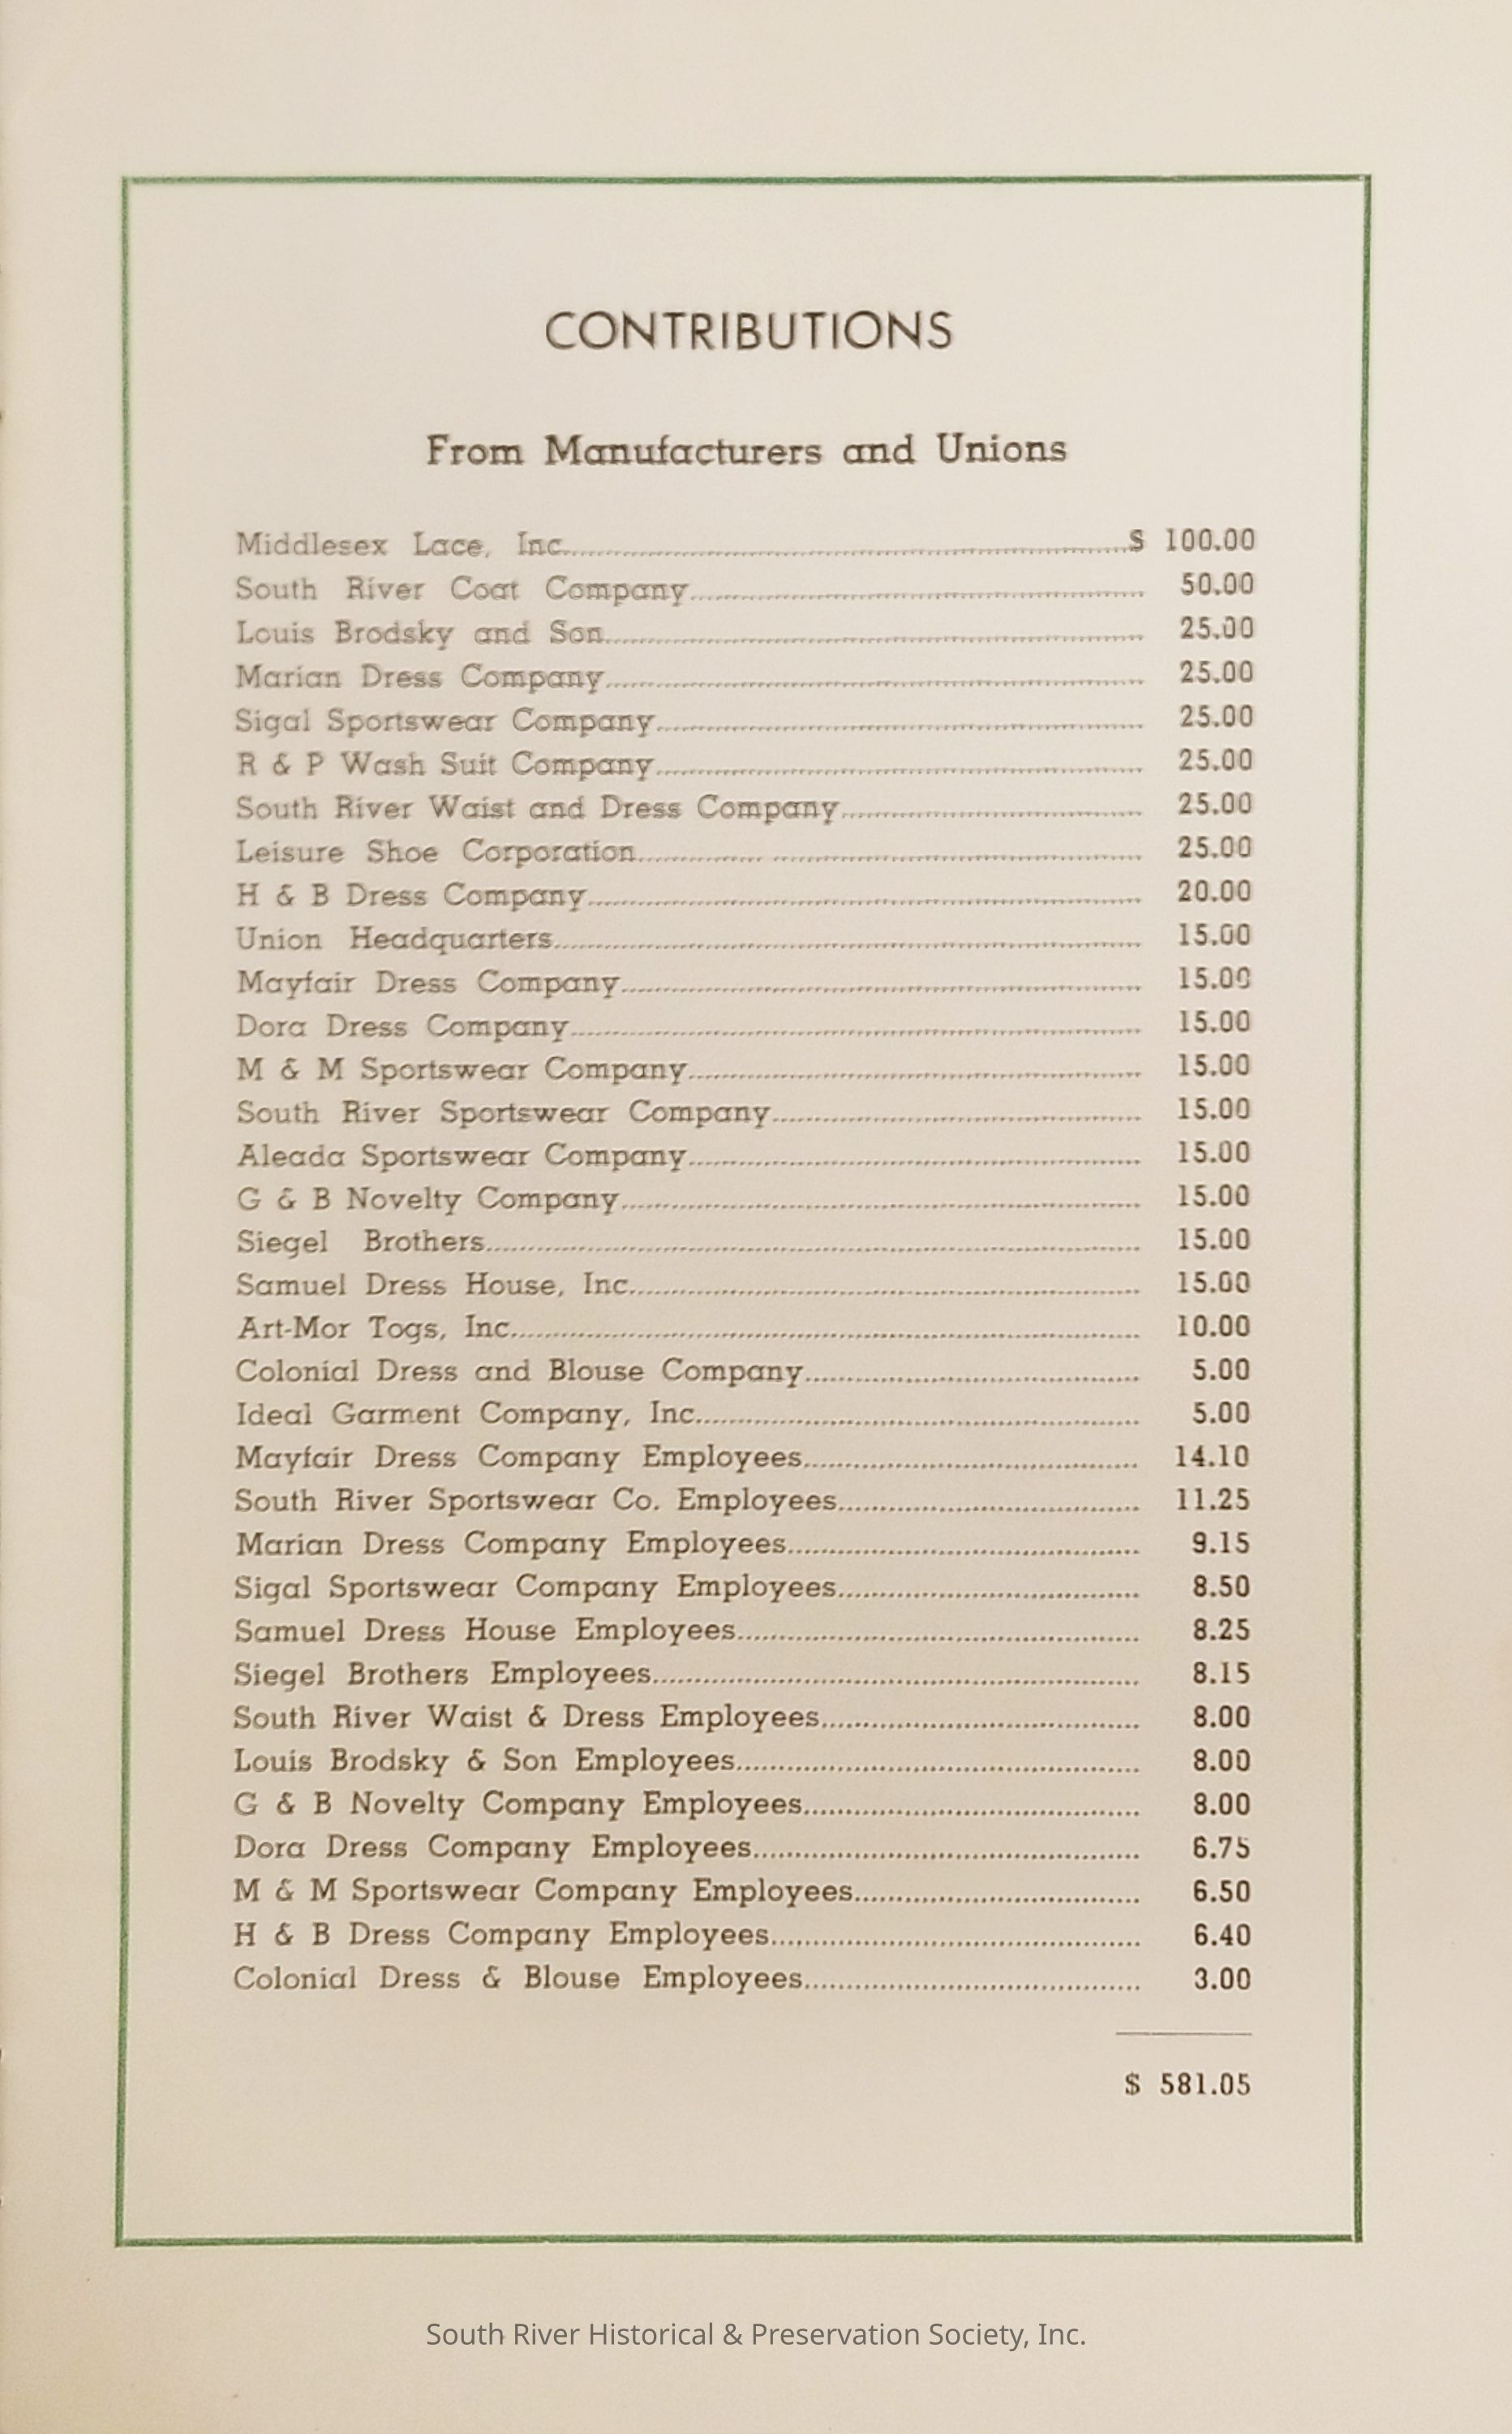 CONTRIBUTIONS
From Manufacturers and Unions
Middlesex Lace, Inc. $ 100.00
South River Coat Company 50.00
Louis Brodsky and Son 25.00
Marian Dress Company 25.00
Sigal Sportswear Company 25.00
R & P Wash Suit Company 25.00
South River Waist and Dress Company 25.00
Leisure Shoe Corporation 25.00
H & B Dress Company 20.00
Union Headquarters 15.00
Mayfair Dress Company 15.00
Dora Dress Company 15.00
M & M Sportswear Company 15.00
South River Sportswear Company 15.00
Aleada Sportswear Company 15.00
G & B Novelty Company 15.00
Siegel Brothers 15.00
Samuel Dress House, Inc. 15.00
Art-Mor Togs, Inc. 10.00
Colonial Dress and Blouse Company 5.00
Ideal Garment Company, Inc. 5.00
Mayfair Dress Company Employees 14.10
South River Sportswear Co. Employees 11.25
Marian Dress Company Employees 9.15
Sigal Sportswear Company Employees 8.50
Samuel Dress House Employees 8.25
Siegel Brothers Employees 8.15
South River Waist & Dress Employees 8.00
Louis Brodsky & Son Employees 8.00
G & B Novelty Company Employees 8.00
Dora Dress Company Employees 6.75
M & M Sportswear Company Employees 6.50
H & B Dress Company Employees 6.40
Colonial Dress & Blouse Employees 3.00
$ 581.05
South River Historical & Preservation Society, Inc.